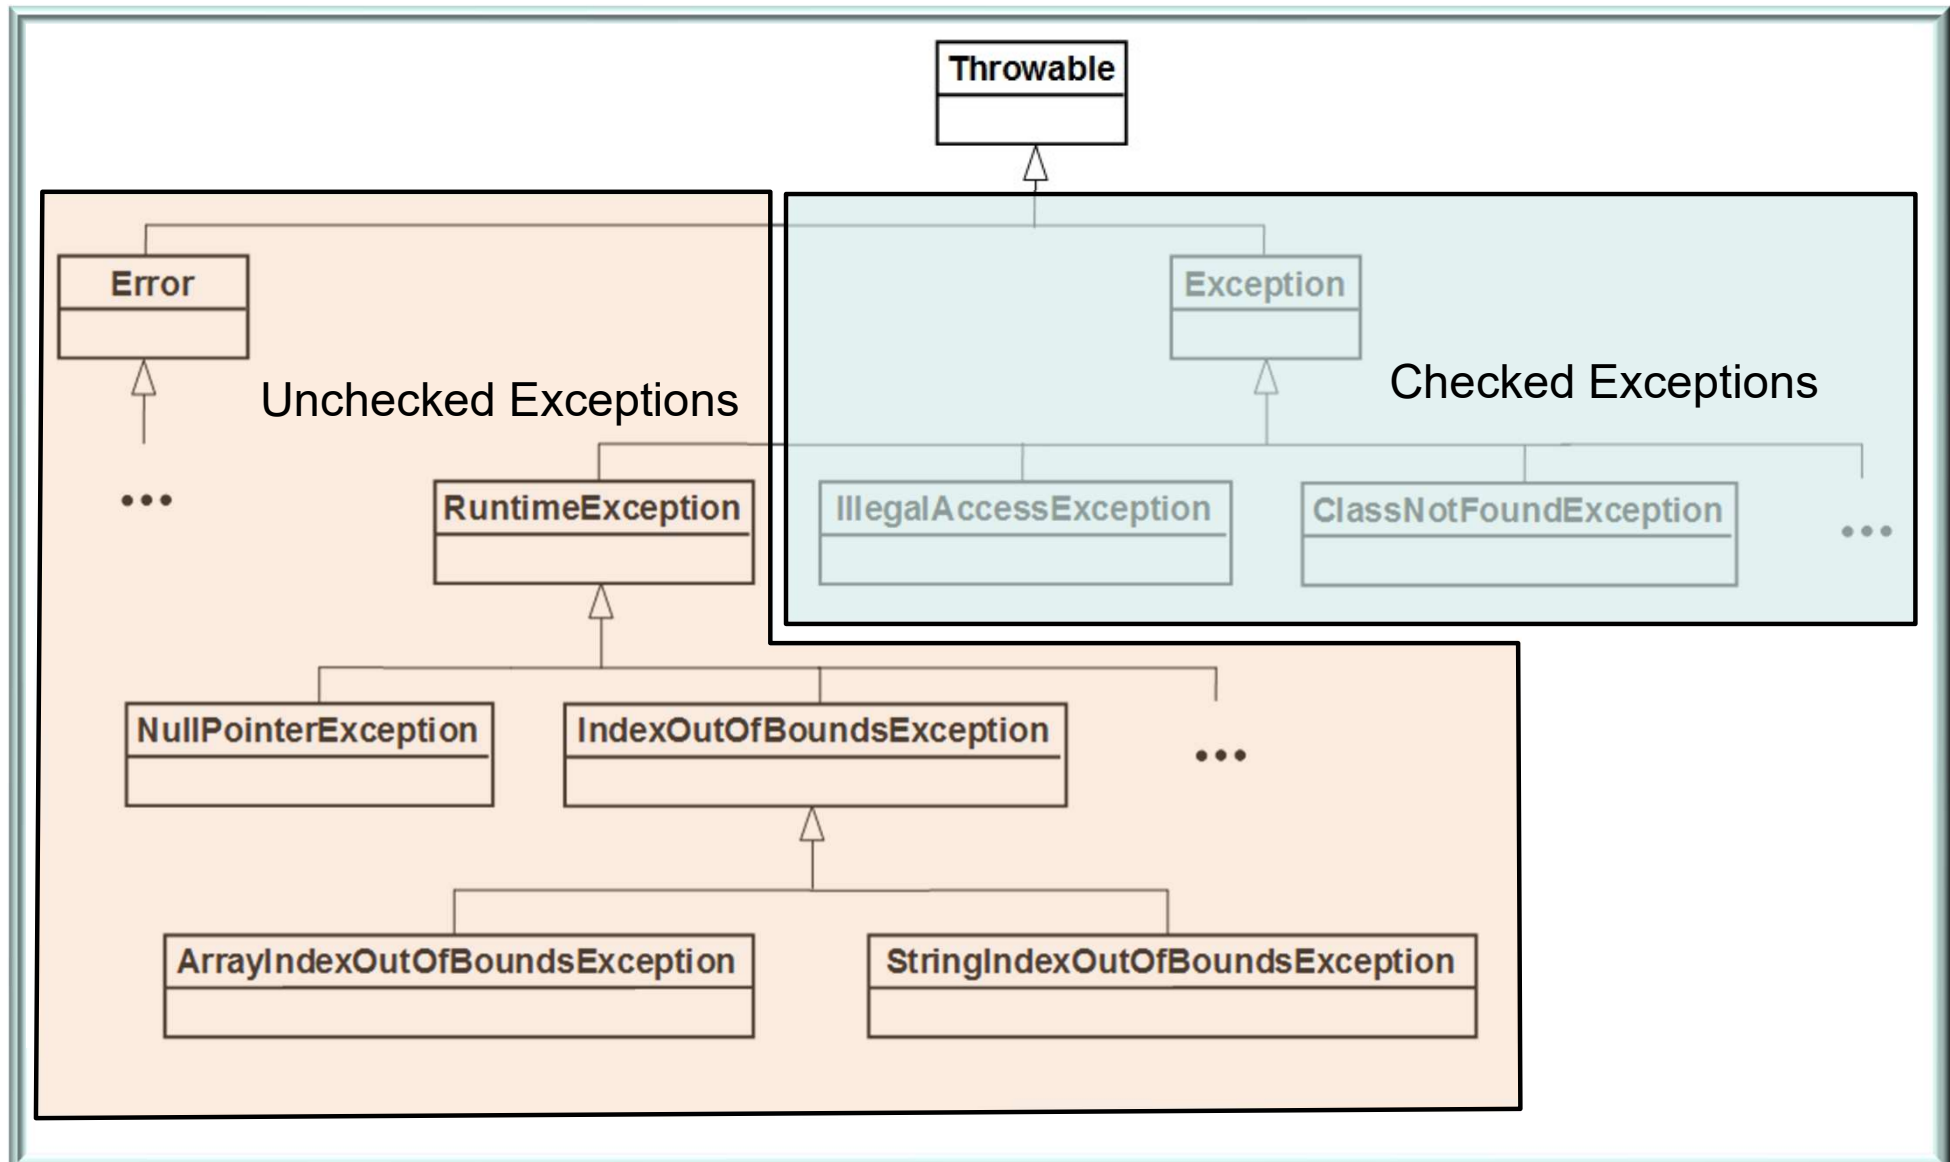 Throwable
Error
Exception
Unchecked Exceptions
Checked Exceptions
...
RuntimeException
IllegalAccessException
ClassNotFoundException
...
NullPointerException
IndexOutOfBoundsException
...
ArrayIndexOutOfBoundsException
StringIndexOutOfBoundsException